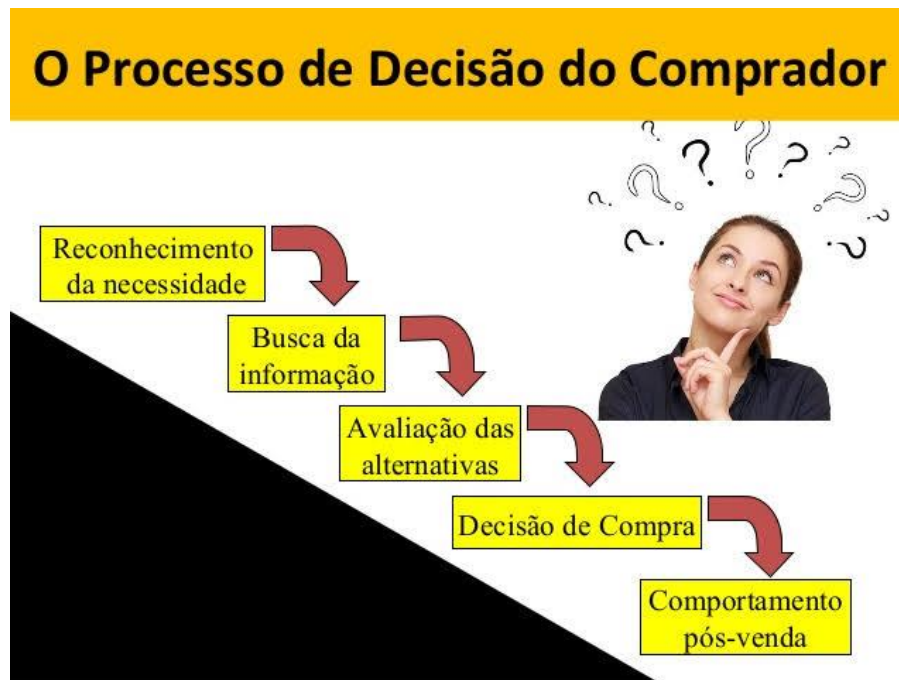 O Processo de Decisão do Comprador
Reconhecimento
da necessidade
Busca da
informação
Avaliação das
alternativas
Decisão de Compra
Comportamento
pós-venda